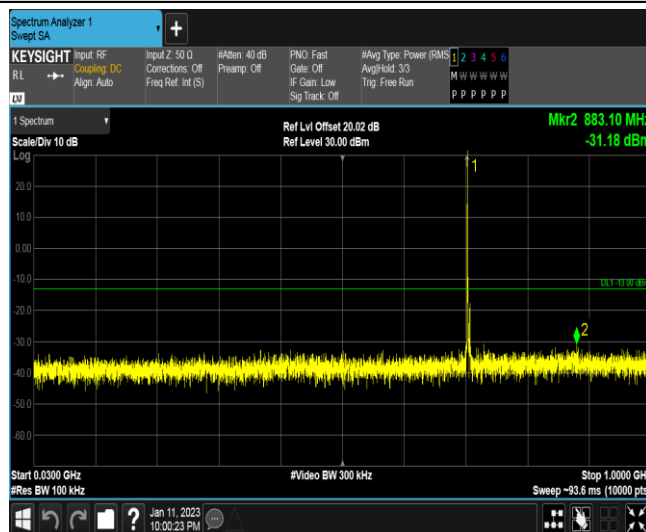 Spectrum Analyzer 1
Swept SA
+
KEYSIGHT Input: RF Input Z: 50 Ω #Atten: 40 dB PNO: Fast #Avg Type: Power (RMS 1 2 3 4 5 6
RL Coupling: DC Corrections: Off Preamp: Off Gate: Off Avg|Hold: 3/3 M W W W W W
Align: Auto Freq Ref: Int (S) IF Gain: Low Trig: Free Run
Sig Track: Off P P P P P P
LXI
1 Spectrum Ref Lvl Offset 20.02 dB Mkr2 883.10 MHz
Scale/Div 10 dB Ref Level 30.00 dBm -31.18 dBm
Log
1
20.0
10.0
0.00
-10.0
DL1 -13.00 dBm
-20.0
-30.0
2
-40.0
-50.0
-60.0
Start 0.0300 GHz #Video BW 300 kHz Stop 1.0000 GH
#Res BW 100 kHz Sweep ~93.6 ms (10000 pts
? Jan 11, 2023
10:00:23 PM